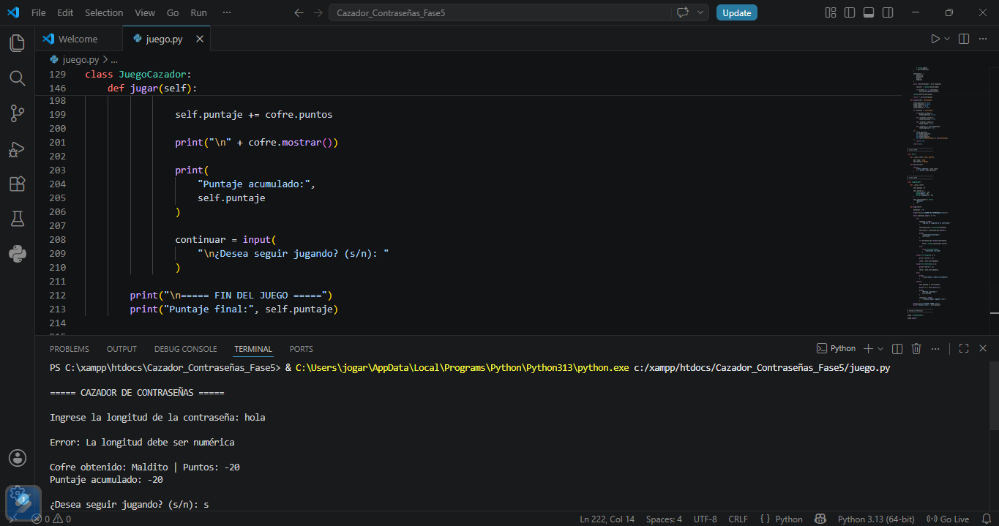 File Edit Selection View Go Run ··· Cazador_Contraseñas_Fase5 Update
Welcome juego.py
juego.py > ...
129 class JuegoCazador:
146 def jugar(self):
198
199 self.puntaje += cofre.puntos
200
201 print("\n" + cofre.mostrar())
202
203 print(
204 "Puntaje acumulado:",
205 self.puntaje
206 )
207
208 continuar = input(
209 "\n¿Desea seguir jugando? (s/n): "
210 )
211
212 print("\n===== FIN DEL JUEGO =====")
213 print("Puntaje final:", self.puntaje)
214
PROBLEMS OUTPUT DEBUG CONSOLE TERMINAL PORTS Python
PS C:\xampp\htdocs\Cazador_Contraseñas_Fase5> & C:\Users\jogar\AppData\Local\Programs\Python\Python313\python.exe c:/xampp/htdocs/Cazador_Contraseñas_Fase5/juego.py
===== CAZADOR DE CONTRASEÑAS =====
Ingrese la longitud de la contraseña: hola
Error: La longitud debe ser numérica
Cofre obtenido: Maldito | Puntos: -20
Puntaje acumulado: -20
¿Desea seguir jugando? (s/n): s
1
0 0 Ln 222, Col 14 Spaces: 4 UTF-8 CRLF { } Python Python 3.13 (64-bit) Go Live